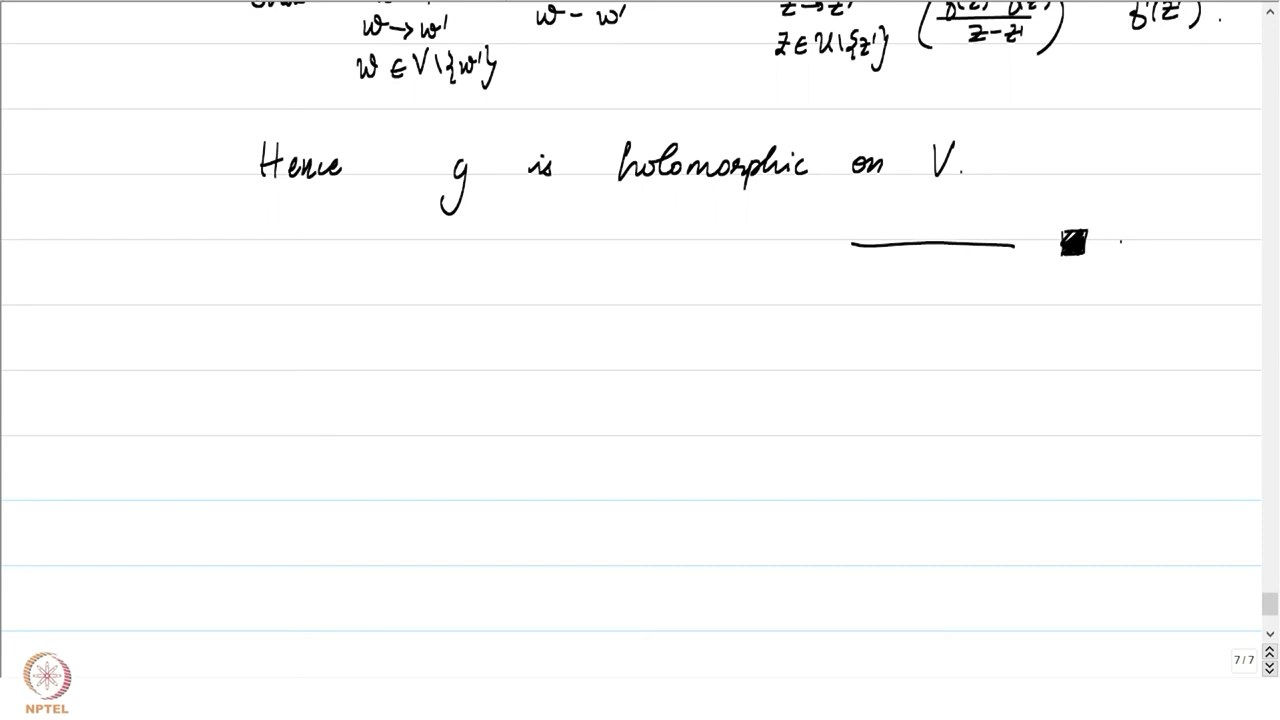 w → w' w - w' z → z' z - z' f'(z')
w ∈ V \ {w'} z ∈ U \ {z'}
Hence g is holomorphic on V.
7 / 7
NPTEL